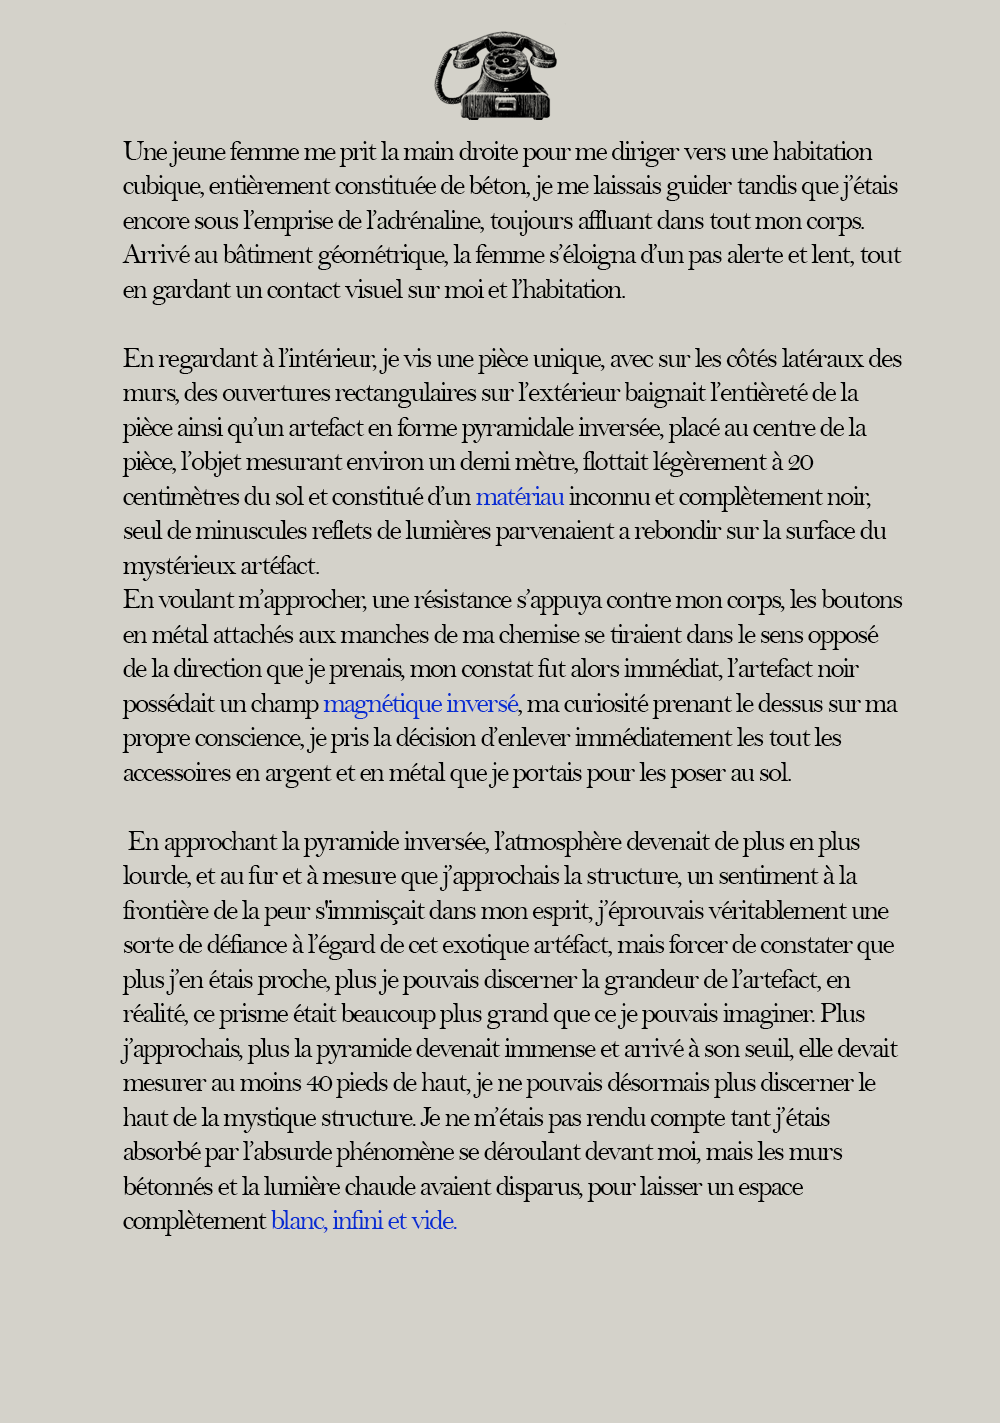 Une jeune femme me prit la main droite pour me diriger vers une habitation
cubique, entièrement constituée de béton, je me laissais guider tandis que j’étais
encore sous l’emprise de l’adrénaline, toujours affluant dans tout mon corps.
Arrivé au bâtiment géométrique, la femme s’éloigna d’un pas alerte et lent, tout
en gardant un contact visuel sur moi et l’habitation.
En regardant à l’intérieur, je vis une pièce unique, avec sur les côtés latéraux des
murs, des ouvertures rectangulaires sur l’extérieur baignait l’entièreté de la
pièce ainsi qu’un artefact en forme pyramidale inversée, placé au centre de la
pièce, l’objet mesurant environ un demi mètre, flottait légèrement à 20
centimètres du sol et constitué d’un matériau inconnu et complètement noir,
seul de minuscules reflets de lumières parvenaient a rebondir sur la surface du
mystérieux artéfact.
En voulant m’approcher, une résistance s’appuya contre mon corps, les boutons
en métal attachés aux manches de ma chemise se tiraient dans le sens opposé
de la direction que je prenais, mon constat fut alors immédiat, l’artefact noir
possédait un champ magnétique inversé, ma curiosité prenant le dessus sur ma
propre conscience, je pris la décision d’enlever immédiatement les tout les
accessoires en argent et en métal que je portais pour les poser au sol.
En approchant la pyramide inversée, l’atmosphère devenait de plus en plus
lourde, et au fur et à mesure que j’approchais la structure, un sentiment à la
frontière de la peur s'immisçait dans mon esprit, j’éprouvais véritablement une
sorte de défiance à l’égard de cet exotique artéfact, mais forcer de constater que
plus j’en étais proche, plus je pouvais discerner la grandeur de l’artefact, en
réalité, ce prisme était beaucoup plus grand que ce je pouvais imaginer. Plus
j’approchais, plus la pyramide devenait immense et arrivé à son seuil, elle devait
mesurer au moins 40 pieds de haut, je ne pouvais désormais plus discerner le
haut de la mystique structure. Je ne m’étais pas rendu compte tant j’étais
absorbé par l’absurde phénomène se déroulant devant moi, mais les murs
bétonnés et la lumière chaude avaient disparus, pour laisser un espace
complètement blanc, infini et vide.